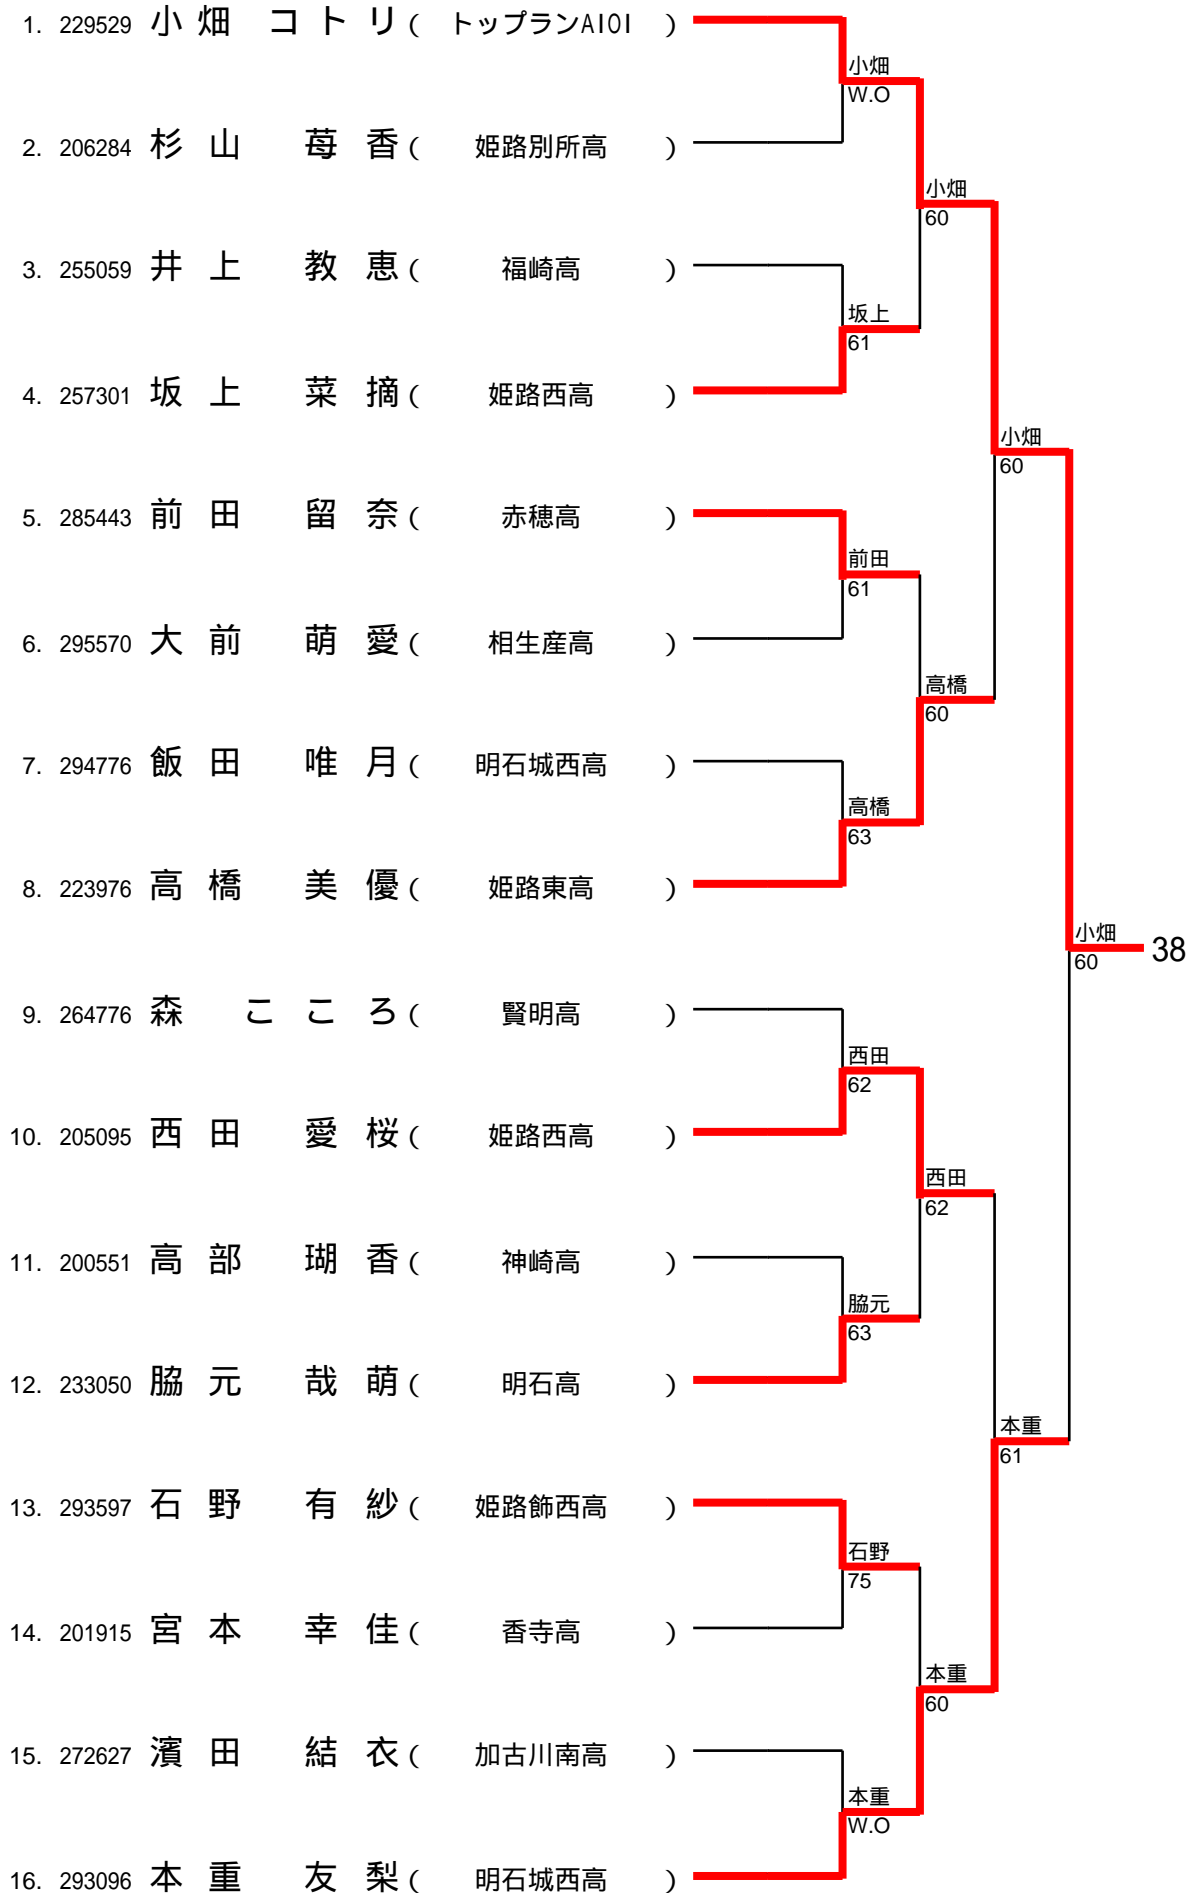 1. 229529 小畑 コトリ ( トップランAIOI )
小畑
W.O
2. 206284 杉山 苺香 ( 姫路別所高 )
小畑
60
3. 255059 井上 教恵 ( 福崎高 )
坂上
61
4. 257301 坂上 菜摘 ( 姫路西高 )
小畑
60
5. 285443 前田 留奈 ( 赤穂高 )
前田
61
6. 295570 大前 萌愛 ( 相生産高 )
高橋
60
7. 294776 飯田 唯月 ( 明石城西高 )
高橋
63
8. 223976 高橋 美優 ( 姫路東高 )
小畑
60
38
9. 264776 森 こころ ( 賢明高 )
西田
62
10. 205095 西田 愛桜 ( 姫路西高 )
西田
62
11. 200551 高部 瑚香 ( 神崎高 )
脇元
63
12. 233050 脇元 哉萌 ( 明石高 )
本重
61
13. 293597 石野 有紗 ( 姫路飾西高 )
石野
75
14. 201915 宮本 幸佳 ( 香寺高 )
本重
60
15. 272627 濱田 結衣 ( 加古川南高 )
本重
W.O
16. 293096 本重 友梨 ( 明石城西高 )